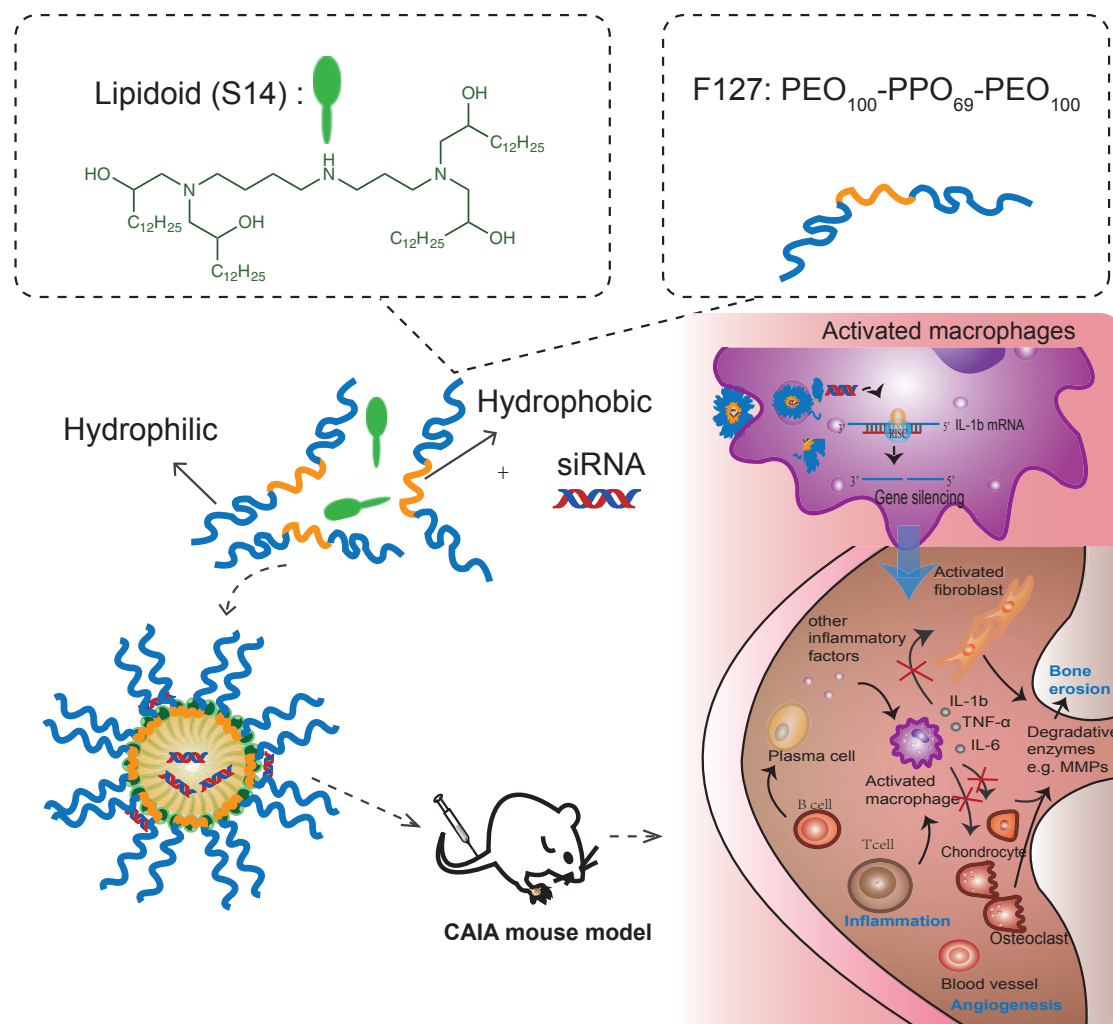 Lipidoid (S14) :
OH
C12H25
H
N
HO
N
N
OH
C12H25
C12H25
OH
C12H25
F127: PEO100-PPO69-PEO100
Hydrophilic
Hydrophobic
+
siRNA
CAIA mouse model
Activated macrophages
3’
RISC
5’
IL-1b mRNA
3’
5’
Gene silencing
Activated
fibroblast
other
inflammatory
factors
Bone
erosion
IL-1b
TNF-α
IL-6
Degradative
enzymes
e.g. MMPs
Plasma cell
Activated
macrophage
B cell
Tcell
Chondrocyte
Inflammation
Osteoclast
Blood vessel
Angiogenesis